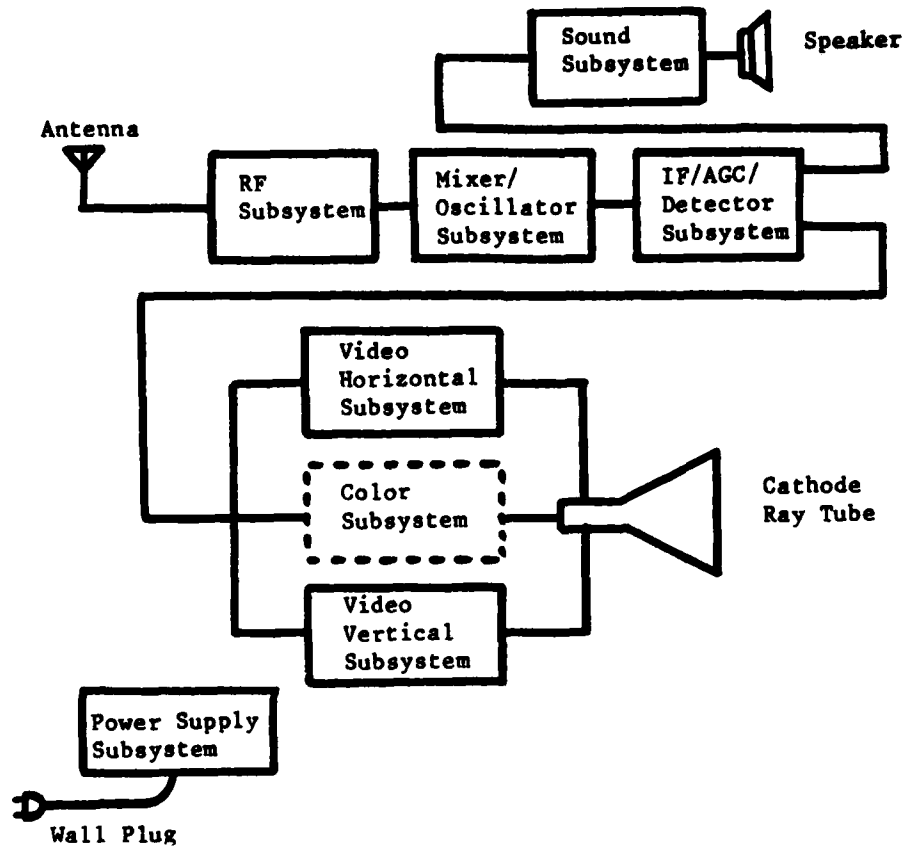 Sound
Subsystem
Speaker
Antenna
RF
Subsystem
Mixer/
Oscillator
Subsystem
IF/AGC/
Detector
Subsystem
Video
Horizontal
Subsystem
Color
Subsystem
Cathode
Ray Tube
Video
Vertical
Subsystem
Power Supply
Subsystem
Wall Plug